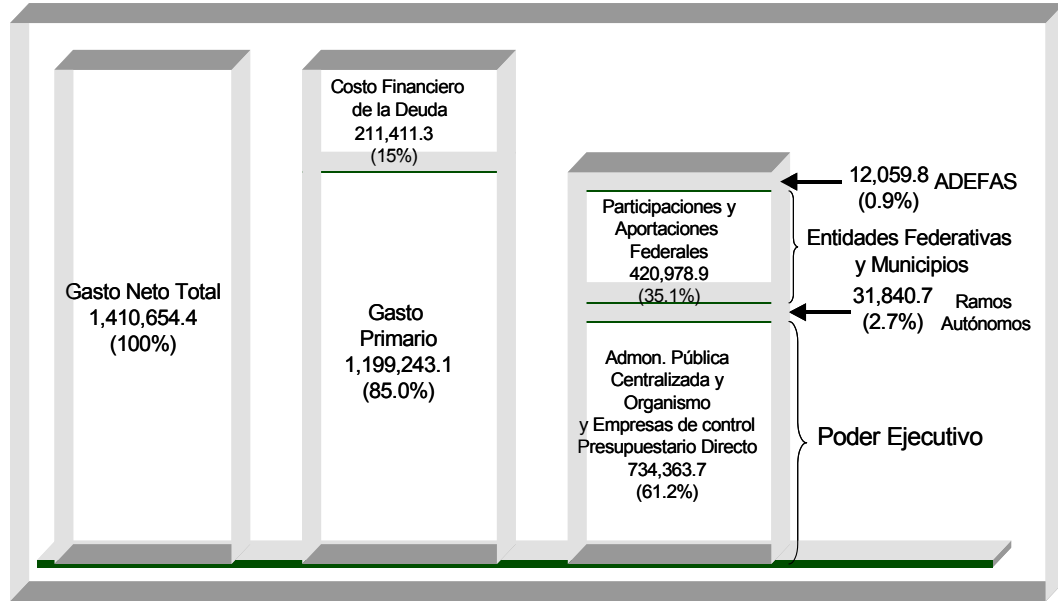 Gasto Neto Total
1,410,654.4
(100%)
Costo Financiero
de la Deuda
211,411.3
(15%)
Gasto
Primario
1,199,243.1
(85.0%)
Participaciones y
Aportaciones
Federales
420,978.9
(35.1%)
Admon. Pública
Centralizada y
Organismo
y Empresas de control
Presupuestario Directo
734,363.7
(61.2%)
12,059.8 ADEFAS
(0.9%)
Entidades Federativas
y Municipios
31,840.7 Ramos
(2.7%) Autónomos
Poder Ejecutivo